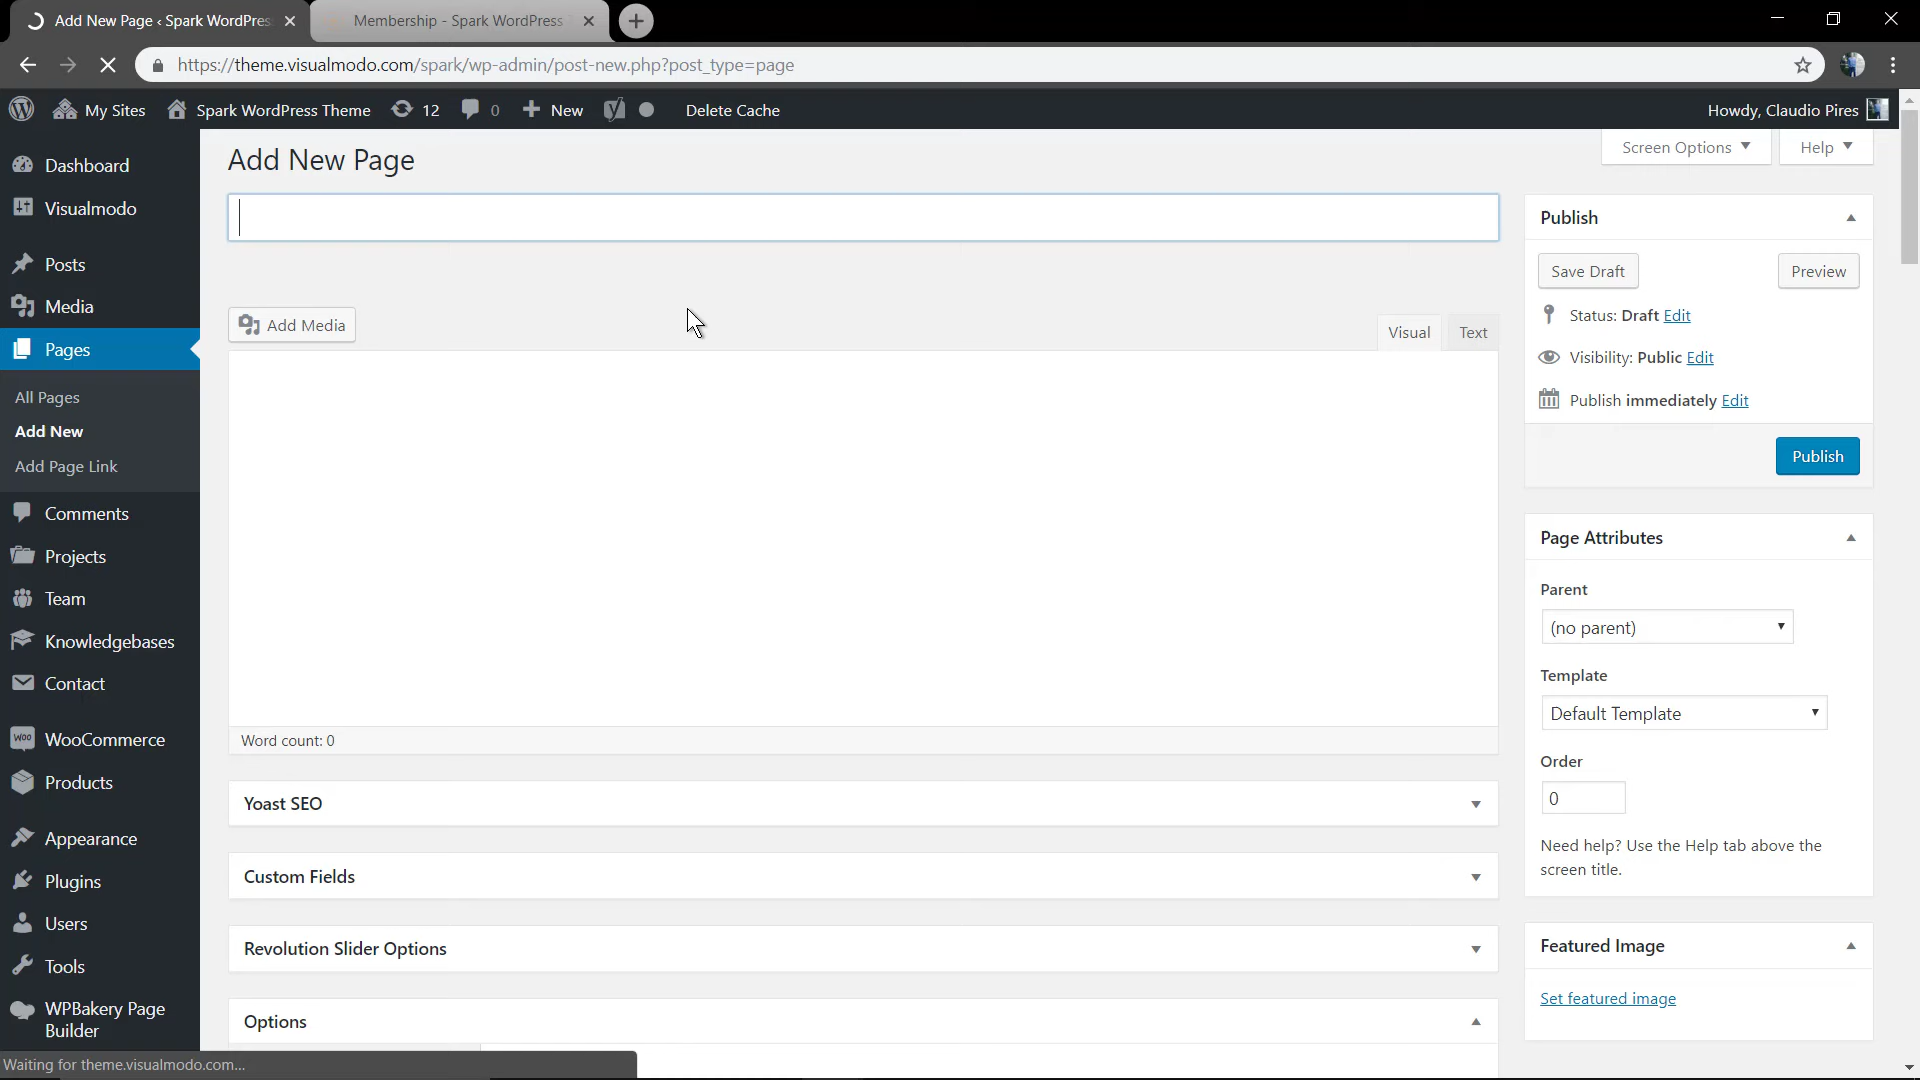 Add New Page ‹ Spark WordPres
Membership - Spark WordPress
https://theme.visualmodo.com/spark/wp-admin/post-new.php?post_type=page
My Sites
Spark WordPress Theme
12
0
New
Delete Cache
Howdy, Claudio Pires
Dashboard
Visualmodo
Posts
Media
Pages
All Pages
Add New
Add Page Link
Comments
Projects
Team
Knowledgebases
Contact
WooCommerce
Products
Appearance
Plugins
Users
Tools
WPBakery Page
Builder
Add New Page
Screen Options
Help
Add Media
Visual
Text
Word count: 0
Yoast SEO
Custom Fields
Revolution Slider Options
Options
Publish
Save Draft
Preview
Status: Draft Edit
Visibility: Public Edit
Publish immediately Edit
Publish
Page Attributes
Parent
(no parent)
Template
Default Template
Order
0
Need help? Use the Help tab above the
screen title.
Featured Image
Set featured image
Waiting for theme.visualmodo.com...